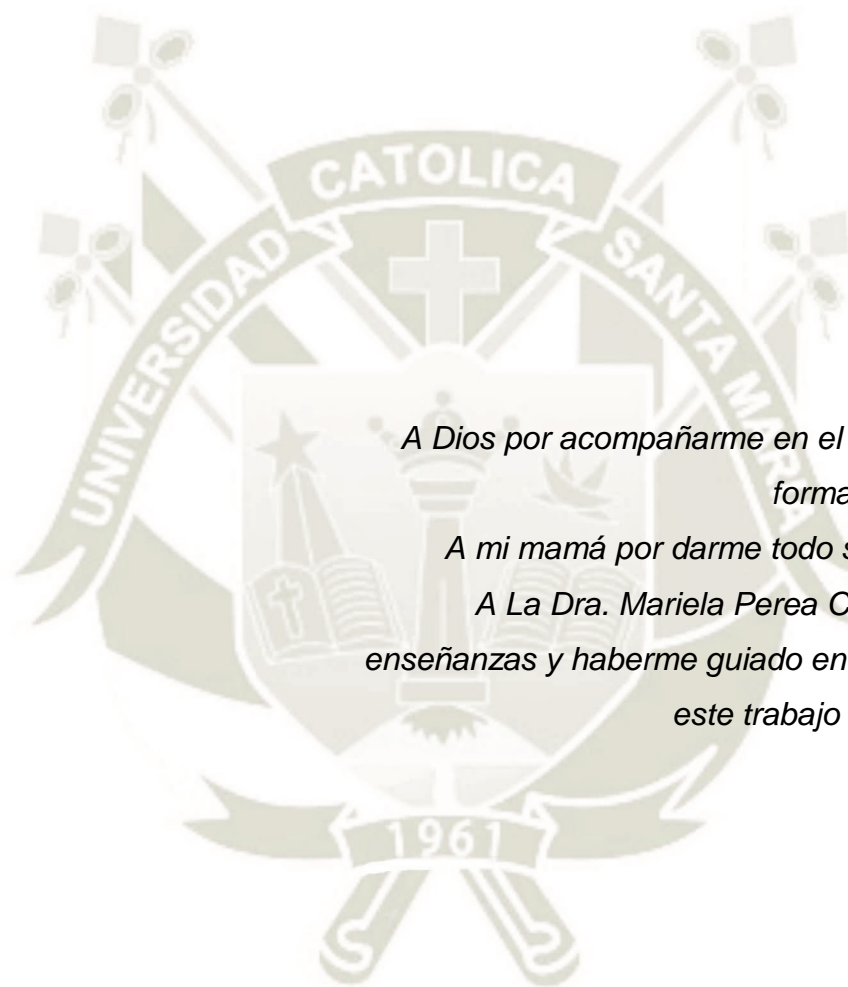 UNIVERSIDAD CATOLICA SANTA MARIA
A Dios por acompañarme en el
forma
A mi mamá por darme todo s
A La Dra. Mariela Perea C
enseñanzas y haberme guiado en
este trabajo
1961